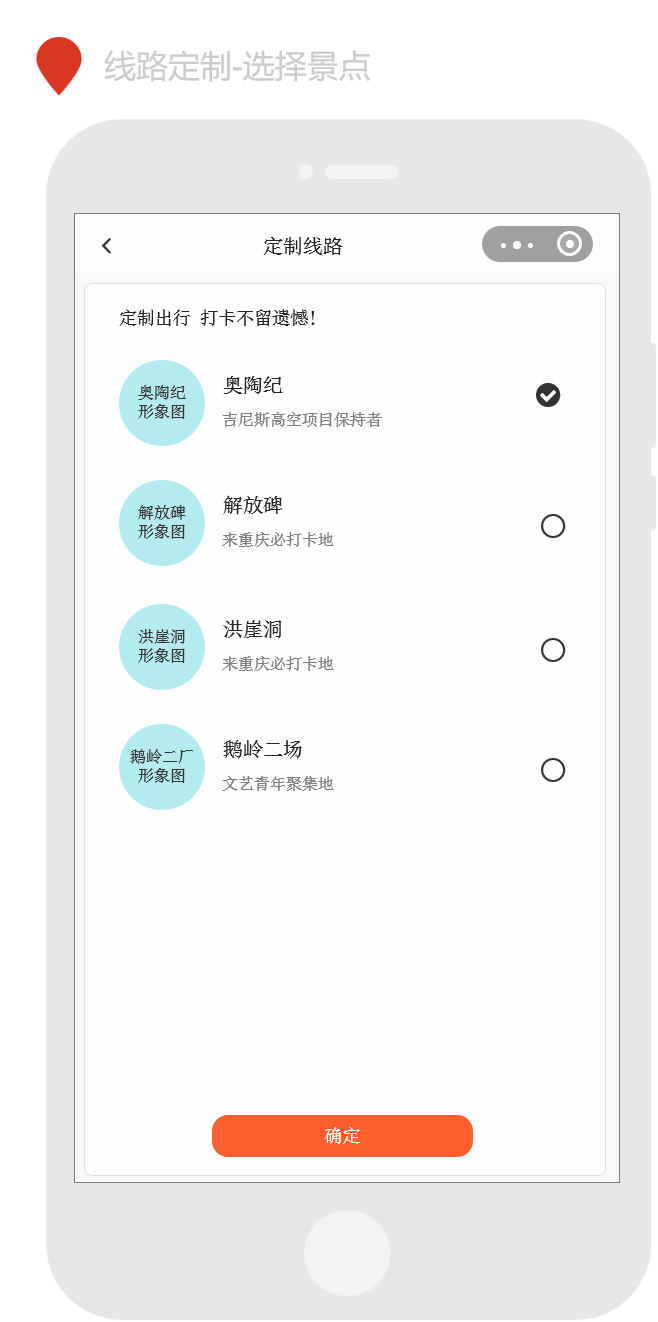 线路定制-选择景点
定制线路
定制出行 打卡不留遗憾!
奥陶纪
形象图
奥陶纪
吉尼斯高空项目保持者
解放碑
形象图
解放碑
来重庆必打卡地
洪崖洞
形象图
洪崖洞
来重庆必打卡地
鹅岭二厂
形象图
鹅岭二场
文艺青年聚集地
确定